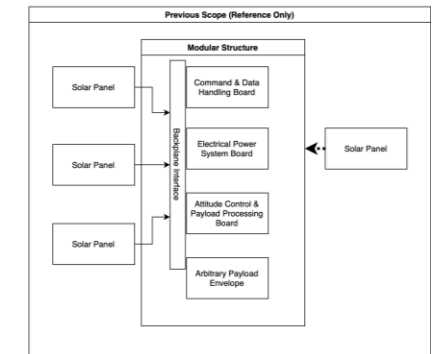 Previous Scope (Reference Only)
Modular Structure
Solar Panel
Solar Panel
Solar Panel
Backplane Interface
Command & Data
Handling Board
Electrical Power
System Board
Attitude Control &
Payload Processing
Board
Arbitrary Payload
Envelope
Solar Panel